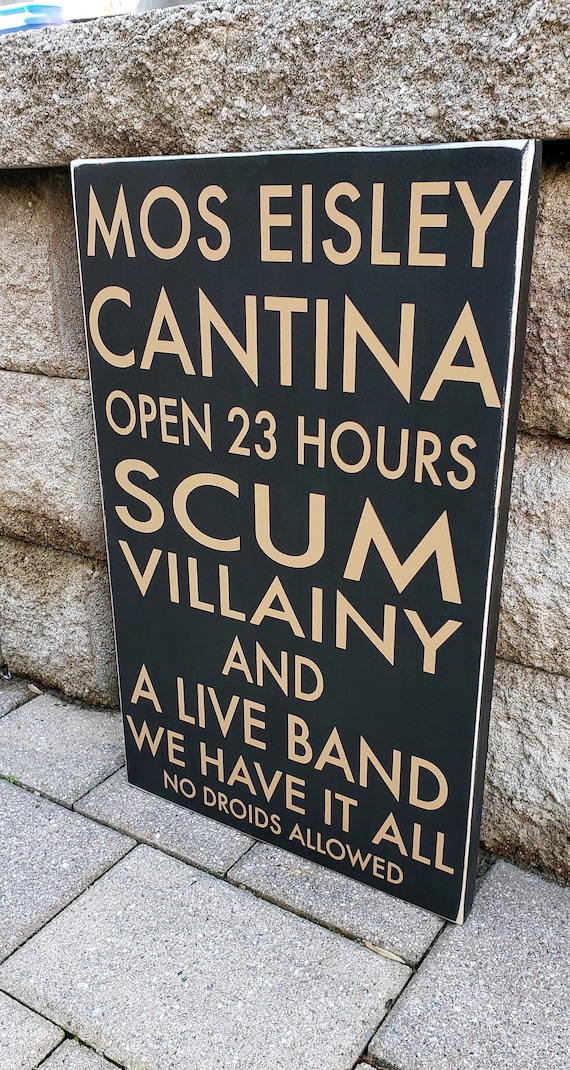 MOS EISLEY
CANTINA
OPEN 23 HOURS
SCUM
VILLAINY
AND
A LIVE BAND
WE HAVE IT ALL
NO DROIDS ALLOWED